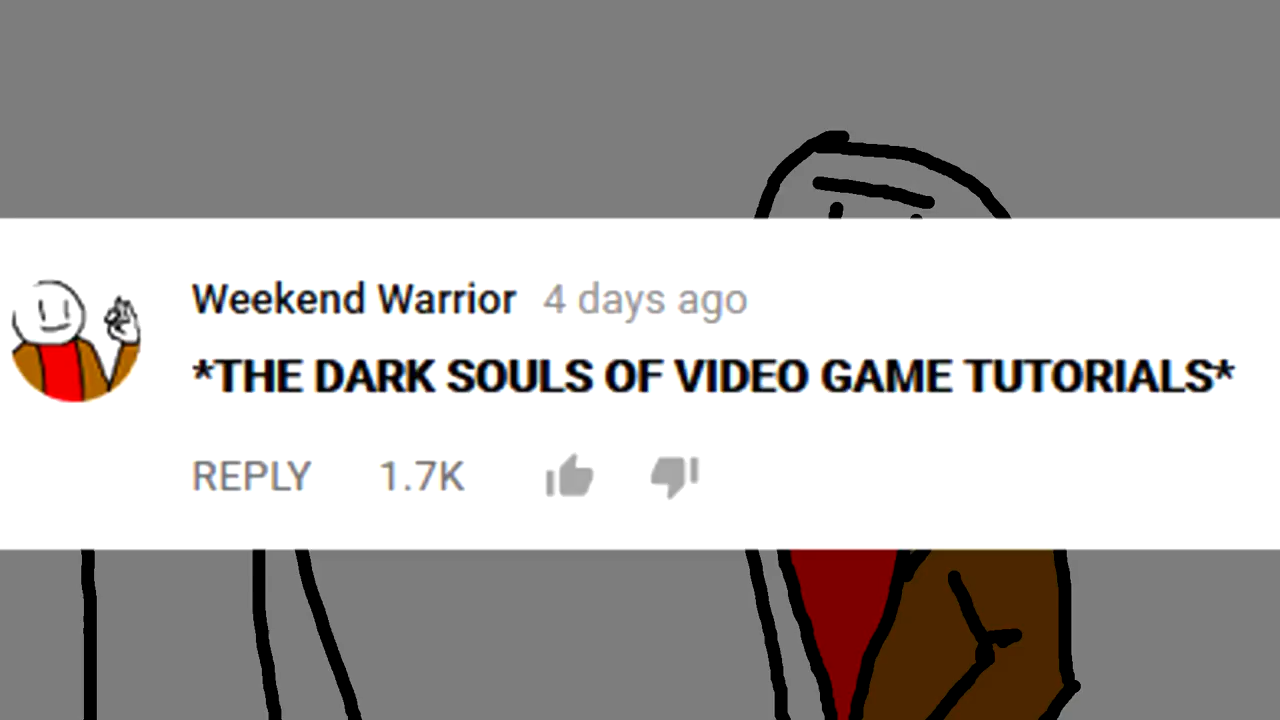 Weekend Warrior 4 days ago
*THE DARK SOULS OF VIDEO GAME TUTORIALS*
REPLY 1.7K